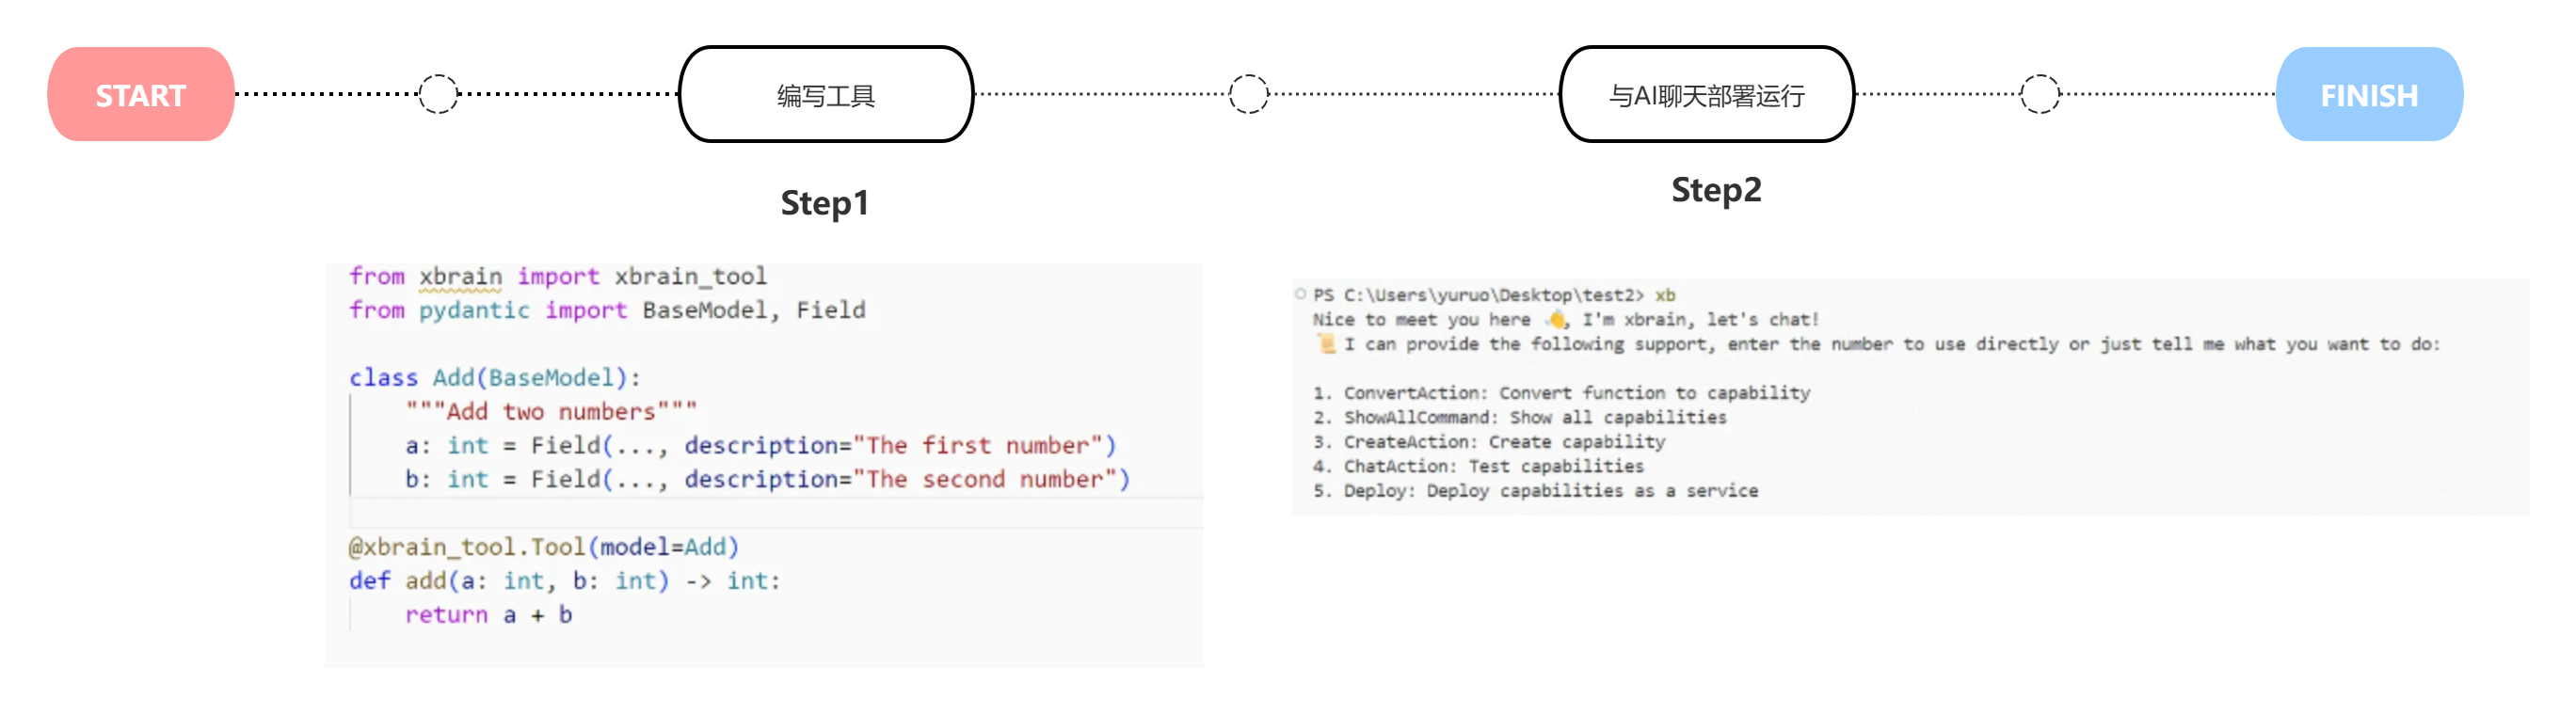 START
编写工具
与AI聊天部署运行
FINISH
Step1
Step2
from xbrain import xbrain_tool
from pydantic import BaseModel, Field
class Add(BaseModel):
"""Add two numbers"""
a: int = Field(..., description="The first number")
b: int = Field(..., description="The second number")
@xbrain_tool.Tool(model=Add)
def add(a: int, b: int) -> int:
return a + b
PS C:\Users\yuruo\Desktop\test2> xb
Nice to meet you here 👋, I'm xbrain, let's chat!
📜 I can provide the following support, enter the number to use directly or just tell me what you want to do:
1. ConvertAction: Convert function to capability
2. ShowAllCommand: Show all capabilities
3. CreateAction: Create capability
4. ChatAction: Test capabilities
5. Deploy: Deploy capabilities as a service